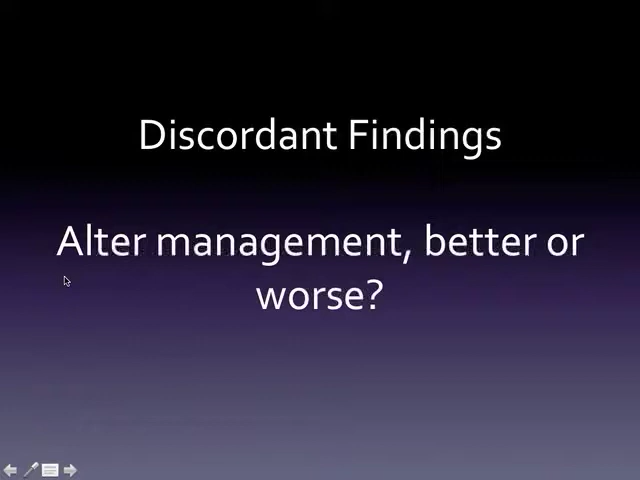 Discordant Findings
Alter management, better or
worse?